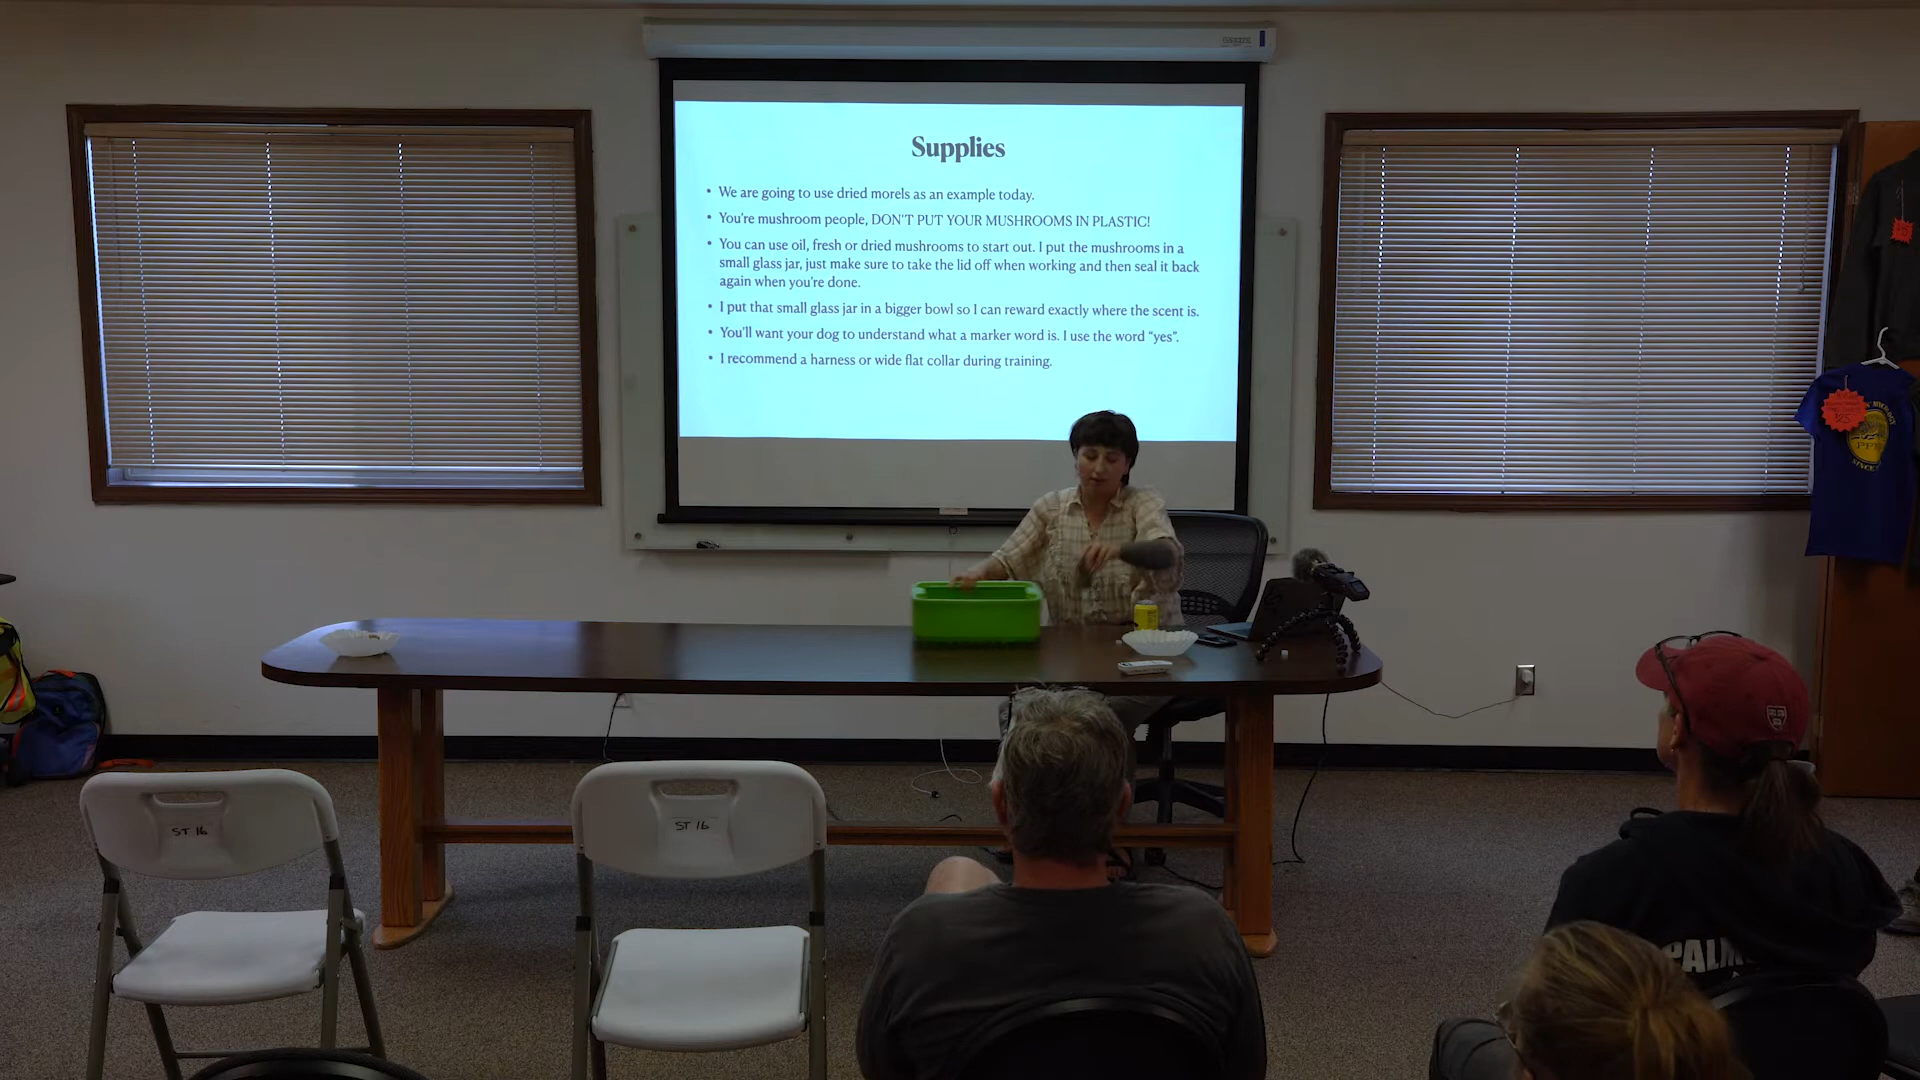 Supplies
• We are going to use dried morels as an example today.
• You're mushroom people, DON'T PUT YOUR MUSHROOMS IN PLASTIC!
• You can use oil, fresh or dried mushrooms to start out. I put the mushrooms in a
small glass jar, just make sure to take the lid off when working and then seal it back
again when you're done.
• I put that small glass jar in a bigger bowl so I can reward exactly where the scent is.
• You'll want your dog to understand what a marker word is. I use the word "yes".
• I recommend a harness or wide flat collar during training.
ST 16
ST 16